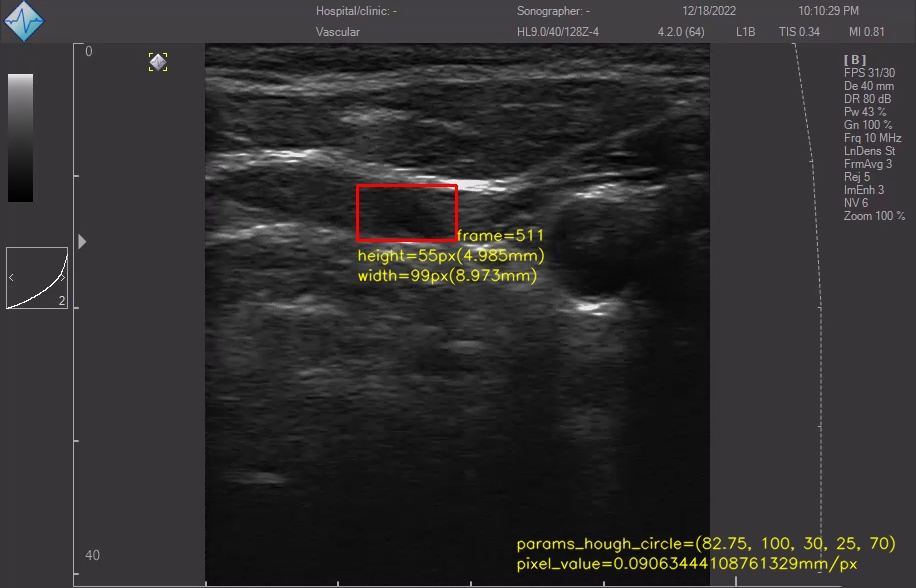 Hospital/clinic: - Sonographer: - 12/18/2022 10:10:29 PM
Vascular HL9.0/40/128Z-4 4.2.0 (64) L1B TIS 0.34 MI 0.81
0
[ B ]
FPS 31/30
De 40 mm
DR 80 dB
Pw 43 %
Gn 100 %
Frq 10 MHz
LnDens St
FrmAvg 3
Rej 5
ImEnh 3
NV 6
Zoom 100 %
frame=511
height=55px(4.985mm)
width=99px(8.973mm)
2
40
params_hough_circle=(82.75, 100, 30, 25, 70)
pixel_value=0.09063444108761329mm/px